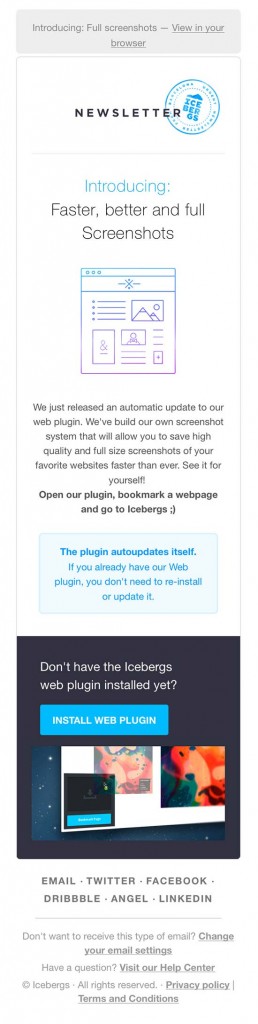 Introducing: Full screenshots — View in your
browser
NEWSLETTER
ICE
BERGS
Introducing:
Faster, better and full
Screenshots
&
We just released an automatic update to our
web plugin. We've build our own screenshot
system that will allow you to save high
quality and full size screenshots of your
favorite websites faster than ever. See it for
yourself!
Open our plugin, bookmark a webpage
and go to Icebergs ;)
The plugin autoupdates itself.
If you already have our Web
plugin, you don't need to re-install
or update it.
Don't have the Icebergs
web plugin installed yet?
INSTALL WEB PLUGIN
EMAIL · TWITTER · FACEBOOK ·
DRIBBBLE · ANGEL · LINKEDIN
Don't want to receive this type of email? Change
your email settings
Have a question? Visit our Help Center
© Icebergs · All rights reserved. · Privacy policy |
Terms and Conditions